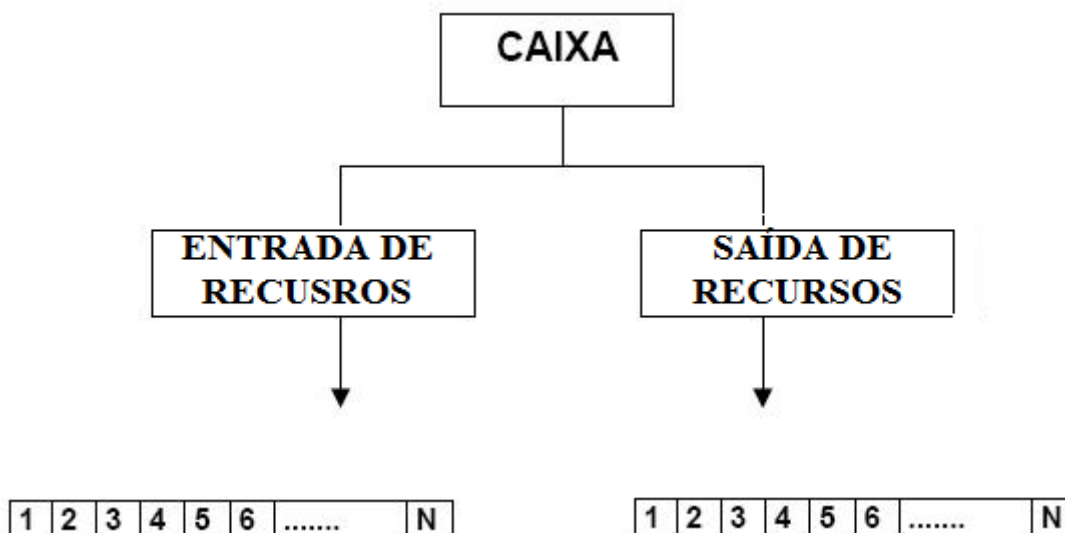 CAIXA
ENTRADA DE
RECUSROS
SAÍDA DE
RECURSOS
1 2 3 4 5 6 ....... N
1 2 3 4 5 6 ....... N